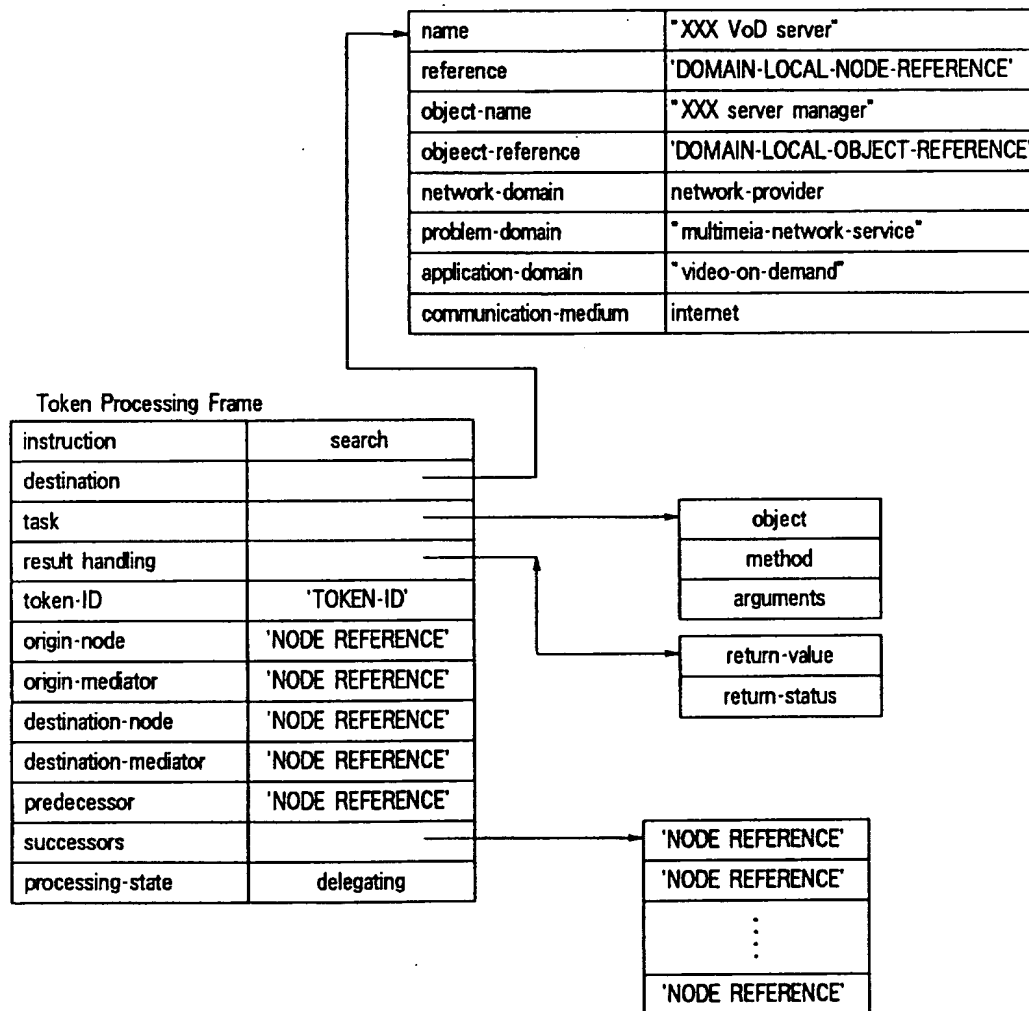 name "XXX VoD server"
reference 'DOMAIN-LOCAL-NODE-REFERENCE'
object-name "XXX server manager"
objeect-reference 'DOMAIN-LOCAL-OBJECT-REFERENCE'
network-domain network-provider
problem-domain "multimeia-network-service"
application-domain "video-on-demand"
communication-medium internet
Token Processing Frame
instruction search
destination
task
result handling
token-ID 'TOKEN-ID'
origin-node 'NODE REFERENCE'
origin-mediator 'NODE REFERENCE'
destination-node 'NODE REFERENCE'
destination-mediator 'NODE REFERENCE'
predecessor 'NODE REFERENCE'
successors
processing-state delegating
object
method
arguments
return-value
return-status
'NODE REFERENCE'
'NODE REFERENCE'
'NODE REFERENCE'